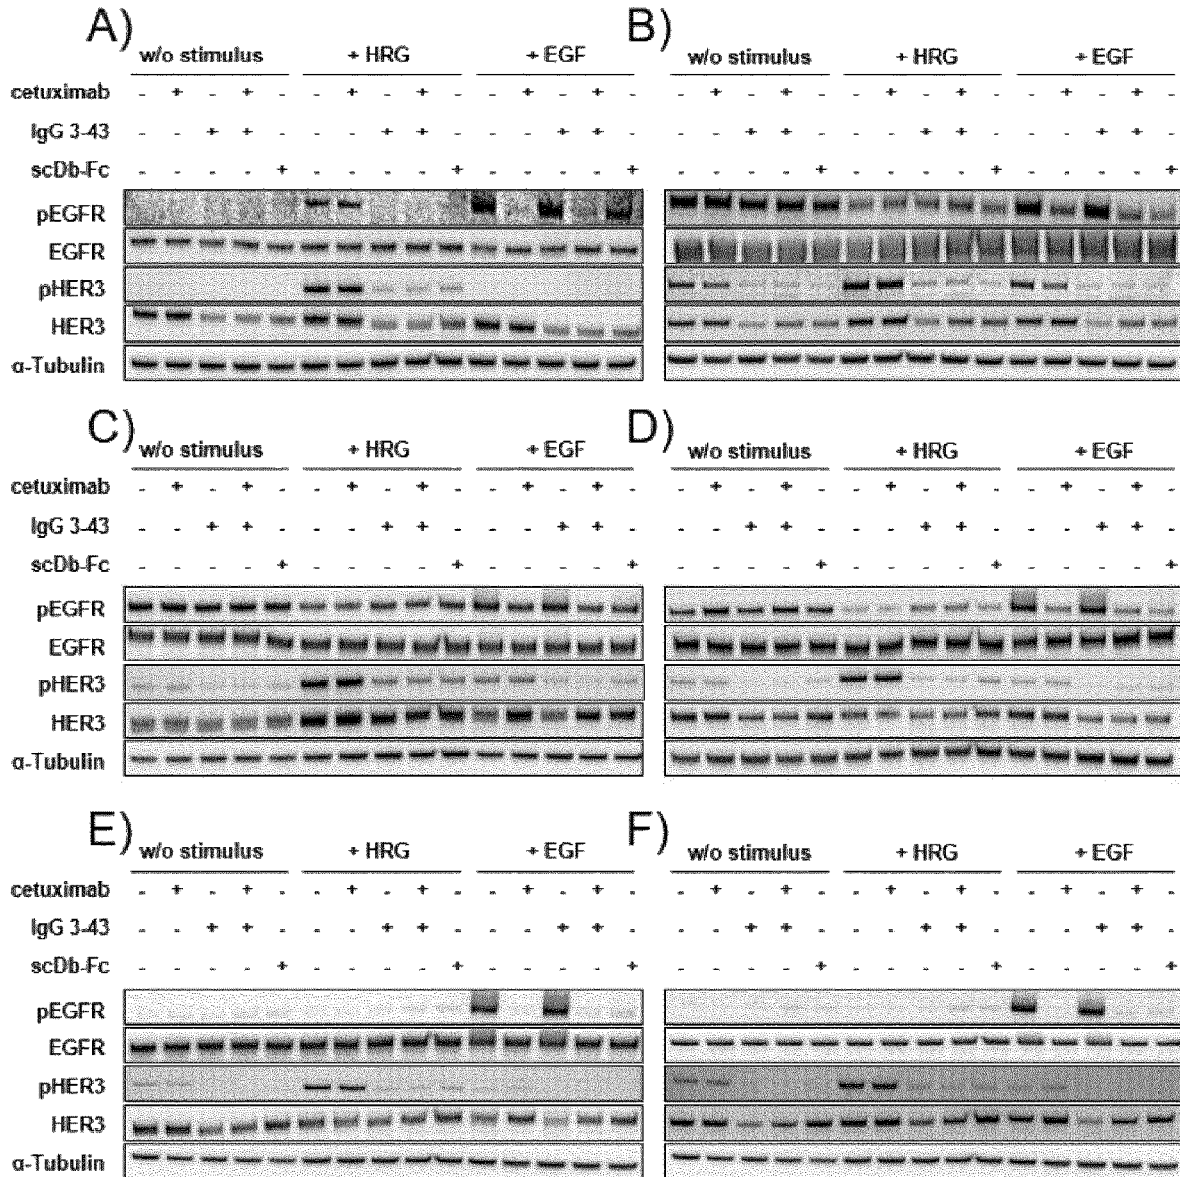 A) B)
w/o stimulus + HRG + EGF w/o stimulus + HRG + EGF
cetuximab - + - + - - + - + - - + - + - - + - + - - + - + - - + - + -
IgG 3-43 - - + + - - - + + - - - + + - - - + + - - - + + - - - + + -
scDb-Fc - - - - + - - - - + - - - - + - - - - + - - - - + - - - - +
pEGFR
EGFR
pHER3
HER3
α-Tubulin
C) D)
w/o stimulus + HRG + EGF w/o stimulus + HRG + EGF
cetuximab - + - + - - + - + - - + - + - - + - + - - + - + - - + - + -
IgG 3-43 - - + + - - - + + - - - + + - - - + + - - - + + - - - + + -
scDb-Fc - - - - + - - - - + - - - - + - - - - + - - - - + - - - - +
pEGFR
EGFR
pHER3
HER3
α-Tubulin
E) F)
w/o stimulus + HRG + EGF w/o stimulus + HRG + EGF
cetuximab - + - + - - + - + - - + - + - - + - + - - + - + - - + - + -
IgG 3-43 - - + + - - - + + - - - + + - - - + + - - - + + - - - + + -
scDb-Fc - - - - + - - - - + - - - - + - - - - + - - - - + - - - - +
pEGFR
EGFR
pHER3
HER3
α-Tubulin